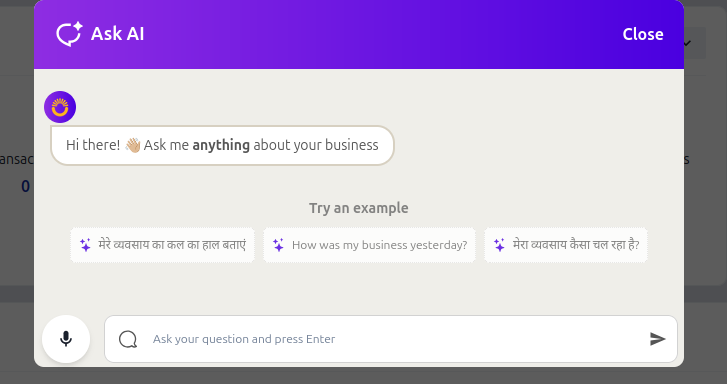 Ask AI
Close
Hi there! 👋🏼 Ask me anything about your business
0
Try an example
मेरे व्यवसाय का कल का हाल बताएं
How was my business yesterday?
मेरा व्यवसाय कैसा चल रहा है?
Ask your question and press Enter